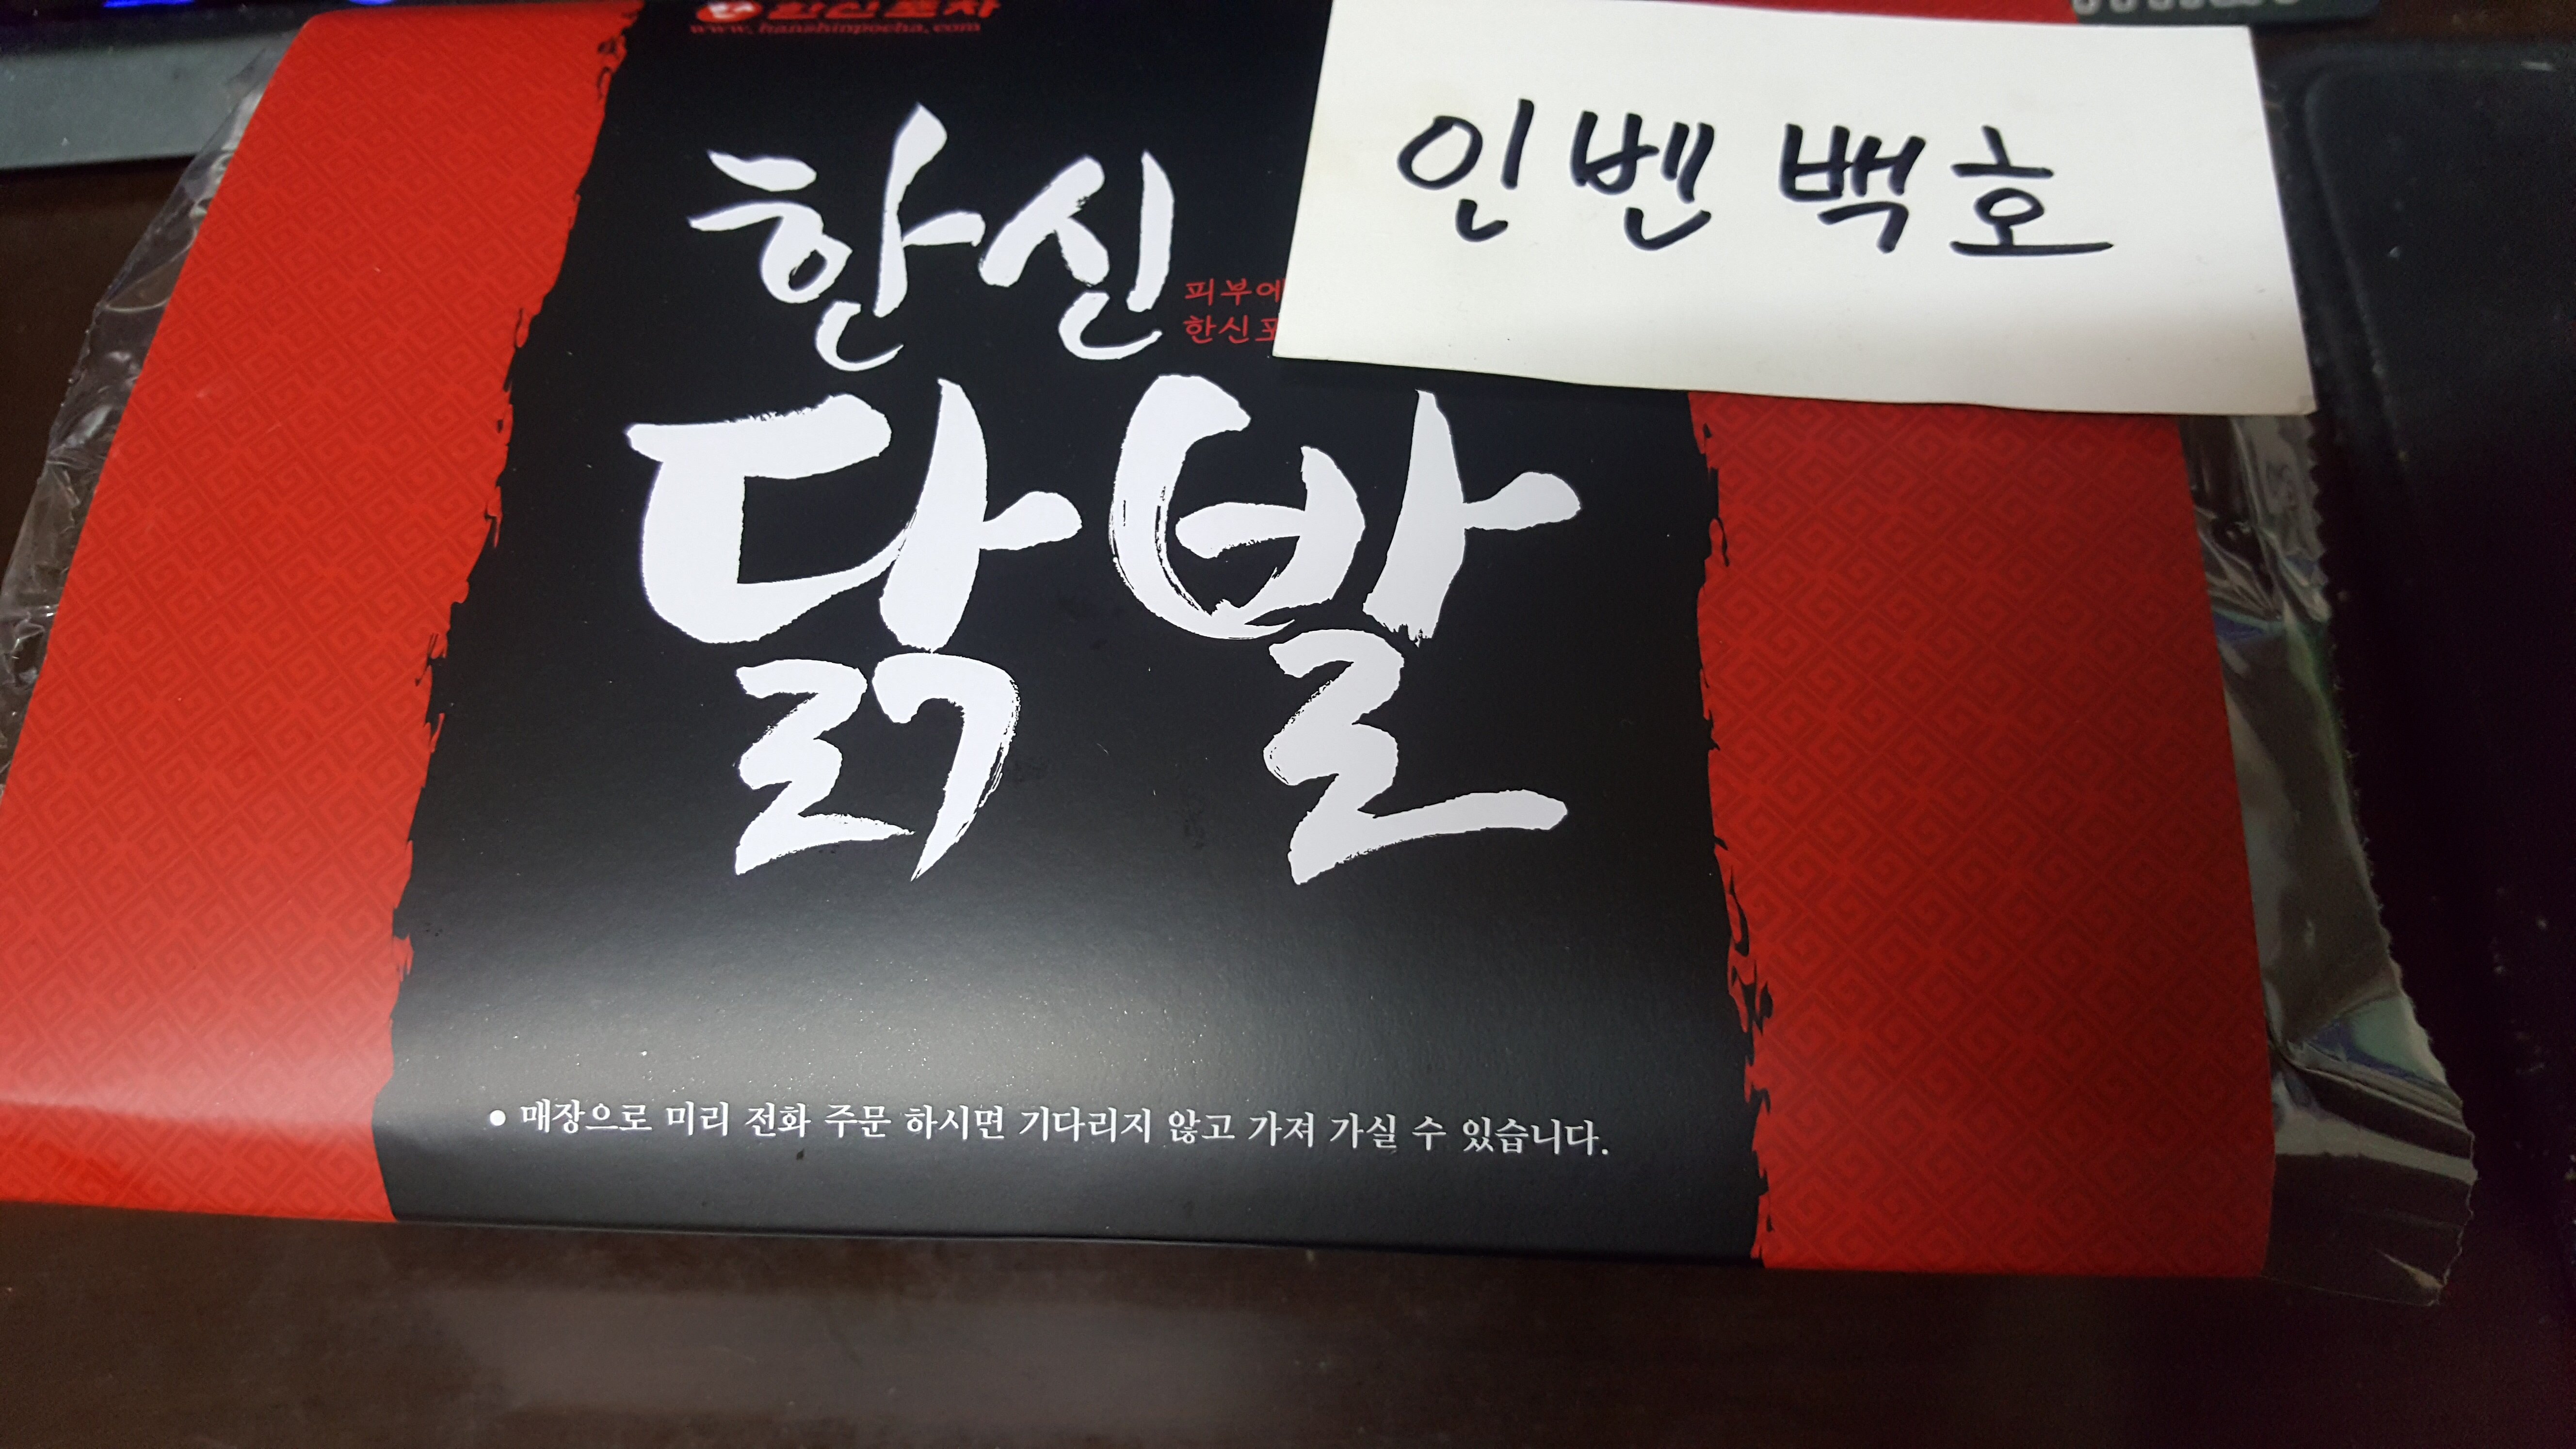 한신포차
www.hanshinpocha.com
인벤 백호
한신
피부에
한신포
닭발
• 매장으로 미리 전화 주문 하시면 기다리지 않고 가져 가실 수 있습니다.